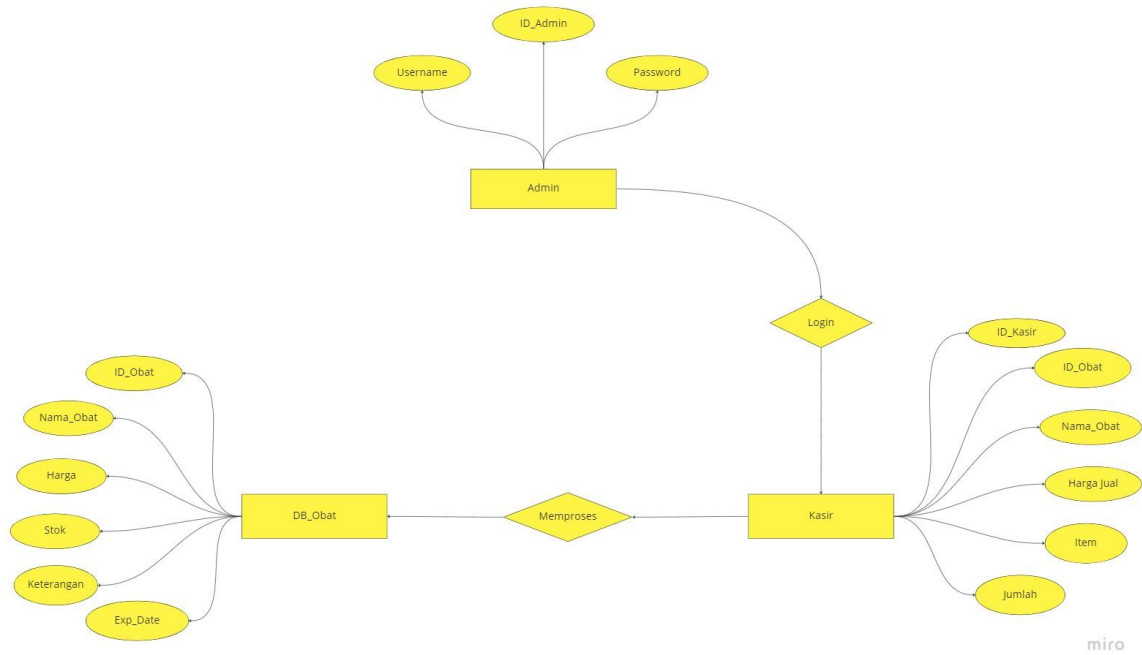 ID_Admin
Username
Password
Admin
Login
ID_Kasir
ID_Obat
Nama_Obat
Harga Jual
Item
Jumlah
Kasir
Memproses
DB_Obat
ID_Obat
Nama_Obat
Harga
Stok
Keterangan
Exp_Date
miro